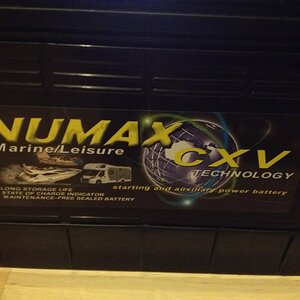 NUMAX
Marine/Leisure
CXV
TECHNOLOGY
starting and auxiliary power battery
LONG STORAGE LIFE
STATE OF CHARGE INDICATOR
MAINTENANCE-FREE SEALED BATTERY